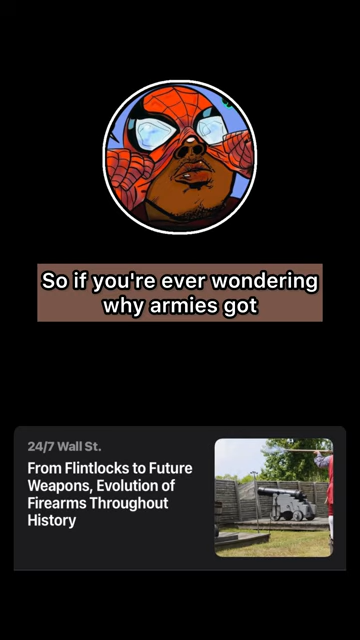 So if you're ever wondering
why armies got
24/7 Wall St.
From Flintlocks to Future
Weapons, Evolution of
Firearms Throughout
History